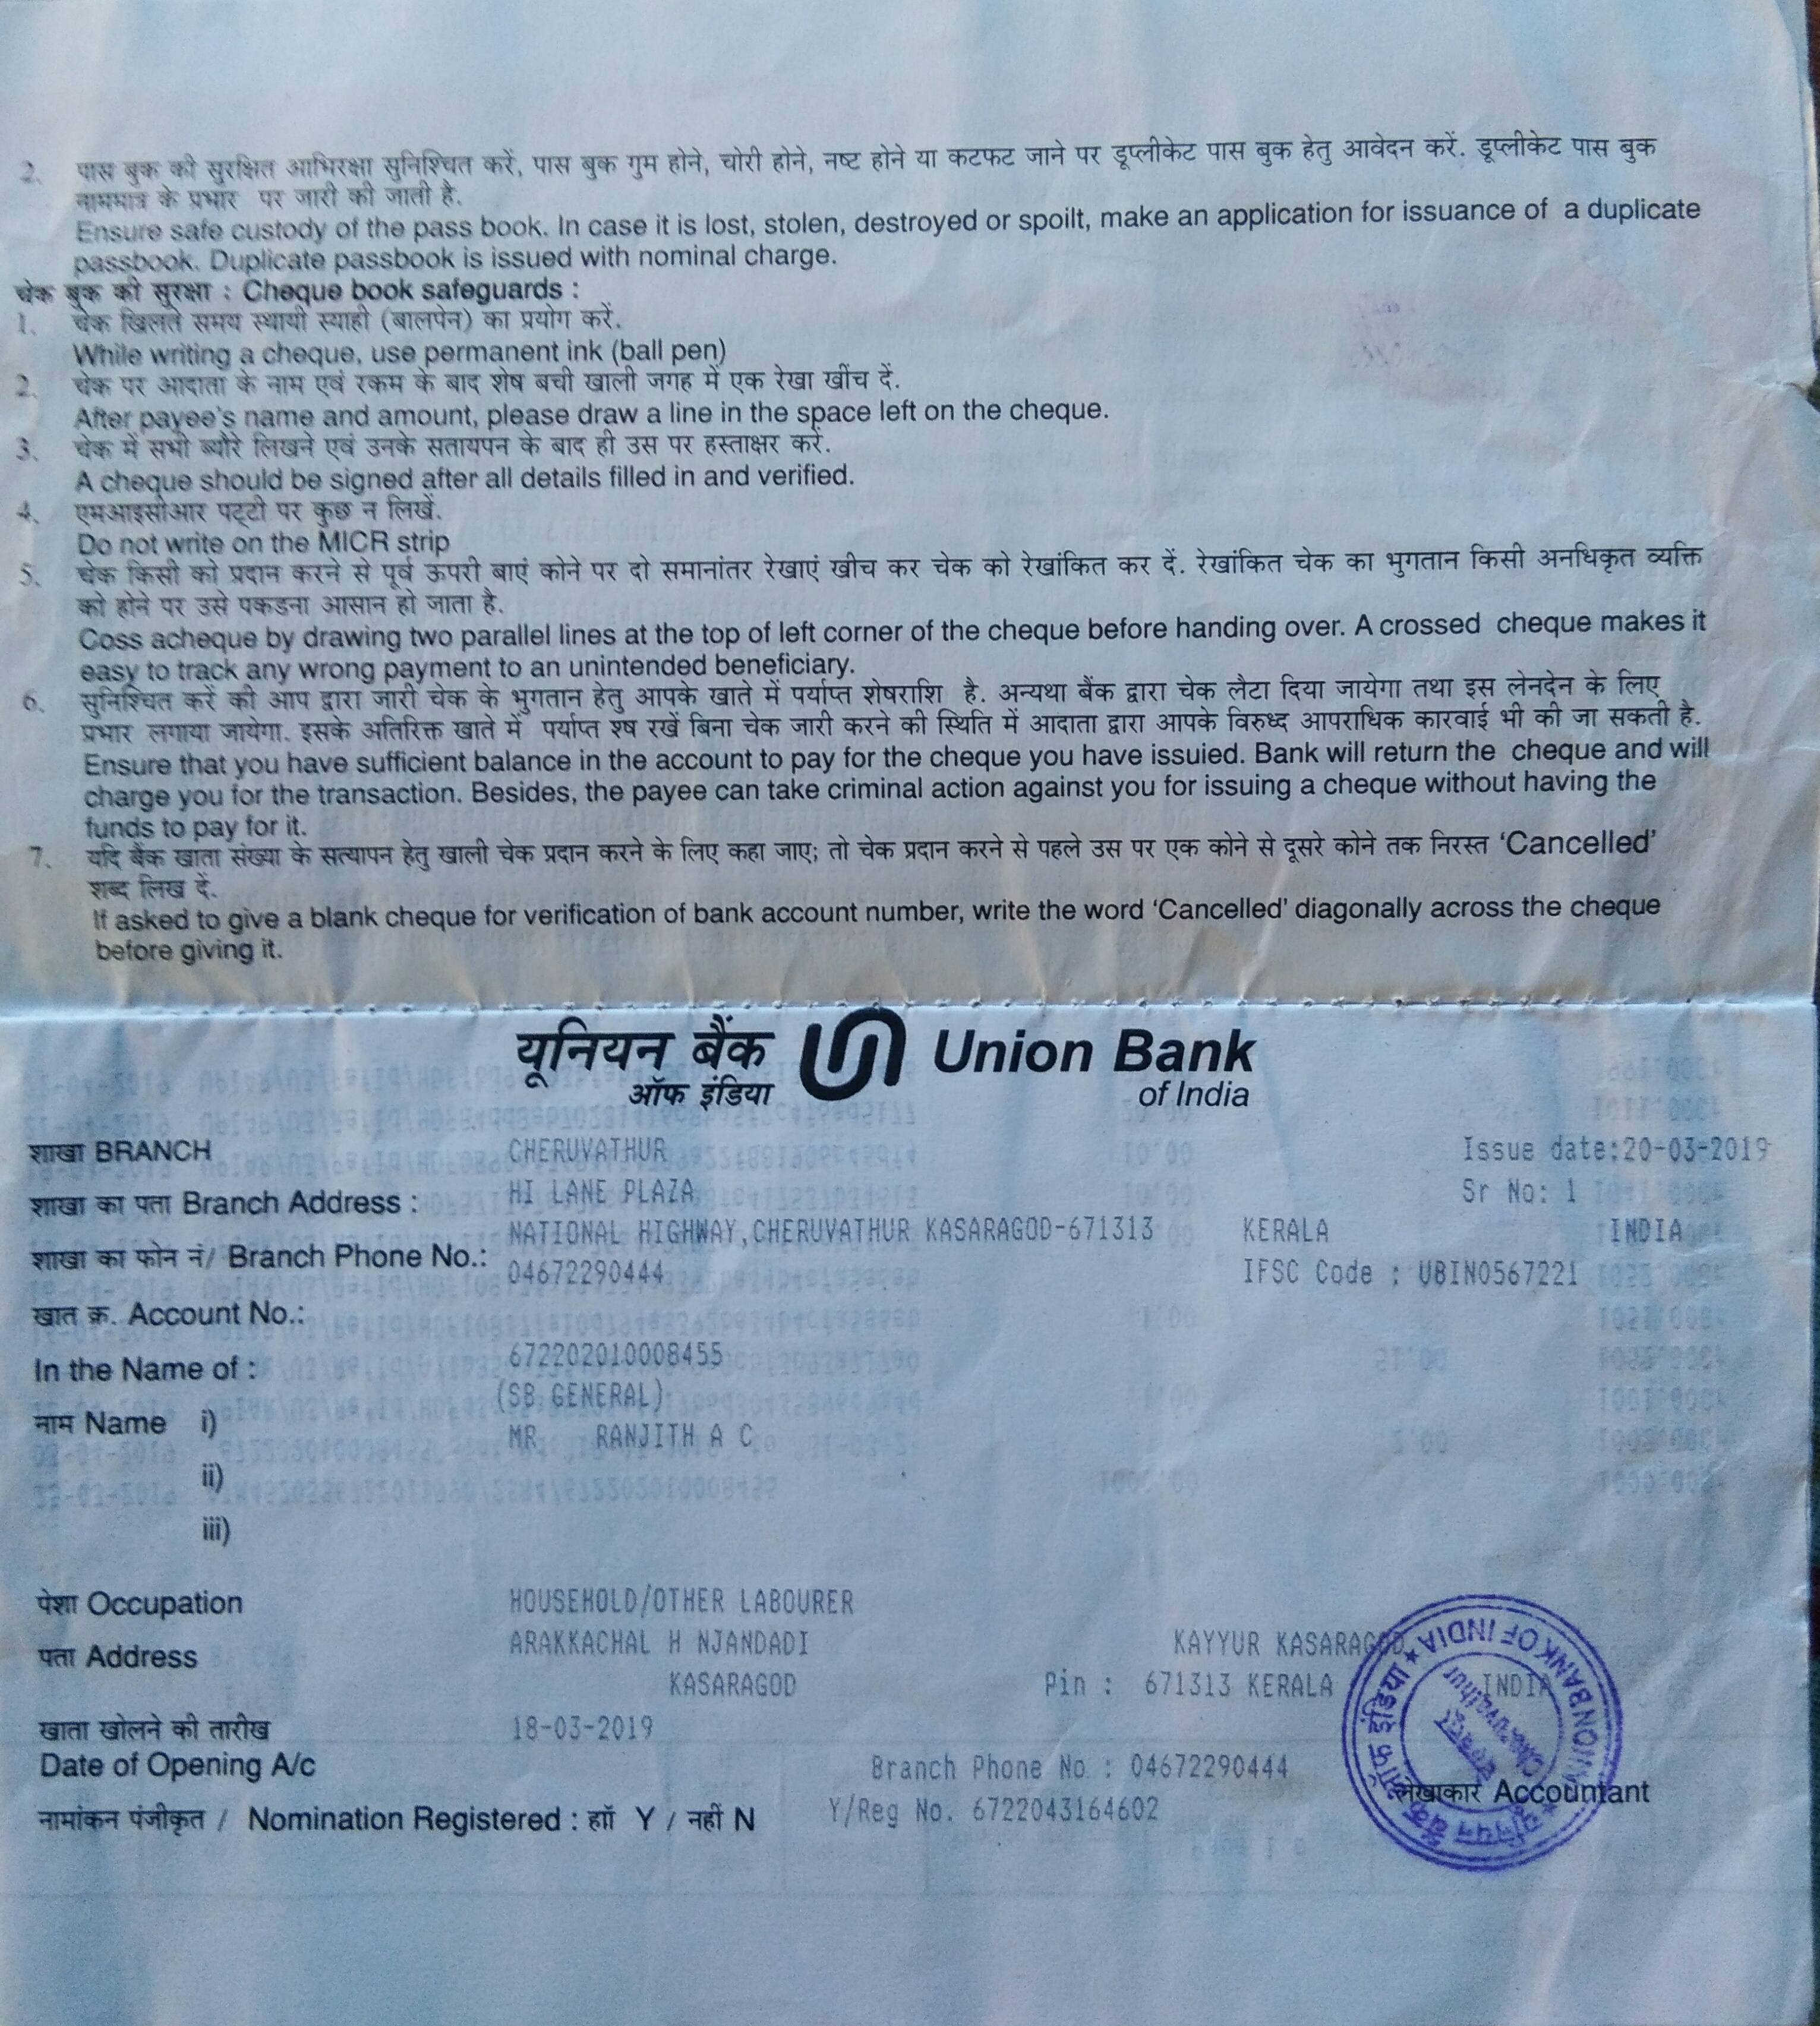 2. पास बुक की सुरक्षित आभिरक्षा सुनिश्चित करें, पास बुक गुम होने, चोरी होने, नष्ट होने या कटफट जाने पर डूप्लीकेट पास बुक हेतु आवेदन करें. डूप्लीकेट पास बुक
नाममात्र के प्रभार पर जारी की जाती है.
Ensure safe custody of the pass book. In case it is lost, stolen, destroyed or spoilt, make an application for issuance of a duplicate
passbook. Duplicate passbook is issued with nominal charge.
चेक बुक की सुरक्षा : Cheque book safeguards :
1. चेक खिलते समय स्थायी स्याही (बालपेन) का प्रयोग करें.
While writing a cheque, use permanent ink (ball pen)
2. चेक पर आदाता के नाम एवं रकम के बाद शेष बची खाली जगह में एक रेखा खींच दें.
After payee's name and amount, please draw a line in the space left on the cheque.
3. चेक में सभी ब्यौरे लिखने एवं उनके सतायपन के बाद ही उस पर हस्ताक्षर करें.
A cheque should be signed after all details filled in and verified.
4. एमआइसीआर पट्टी पर कुछ न लिखें.
Do not write on the MICR strip
5. चेक किसी को प्रदान करने से पूर्व ऊपरी बाएं कोने पर दो समानांतर रेखाएं खीच कर चेक को रेखांकित कर दें. रेखांकित चेक का भुगतान किसी अनधिकृत व्यक्ति
को होने पर उसे पकडना आसान हो जाता है.
Coss acheque by drawing two parallel lines at the top of left corner of the cheque before handing over. A crossed cheque makes it
easy to track any wrong payment to an unintended beneficiary.
6. सुनिश्चित करें की आप द्वारा जारी चेक के भुगतान हेतु आपके खाते में पर्याप्त शेषराशि है. अन्यथा बैंक द्वारा चेक लैटा दिया जायेगा तथा इस लेनदेन के लिए
प्रभार लगाया जायेगा. इसके अतिरिक्त खाते में पर्याप्त श्ष रखें बिना चेक जारी करने की स्थिति में आदाता द्वारा आपके विरुध्द आपराधिक कारवाई भी की जा सकती है.
Ensure that you have sufficient balance in the account to pay for the cheque you have issuied. Bank will return the cheque and will
charge you for the transaction. Besides, the payee can take criminal action against you for issuing a cheque without having the
funds to pay for it.
7. यदि बैंक खाता संख्या के सत्यापन हेतु खाली चेक प्रदान करने के लिए कहा जाए; तो चेक प्रदान करने से पहले उस पर एक कोने से दूसरे कोने तक निरस्त 'Cancelled'
शब्द लिख दें.
If asked to give a blank cheque for verification of bank account number, write the word 'Cancelled' diagonally across the cheque
before giving it.
यूनियन बैंक Union Bank
ऑफ इंडिया of India
शाखा BRANCH CHERUVATHUR Issue date:20-03-2019
शाखा का पता Branch Address : HI LANE PLAZA Sr No: 1
NATIONAL HIGHWAY,CHERUVATHUR KASARAGOD-671313 KERALA INDIA
शाखा का फोन नं/ Branch Phone No.: 04672290444 IFSC Code : UBIN0567221
खात क्र. Account No.:
672202010008455
In the Name of :
(SB GENERAL)
नाम Name i) MR RANJITH A C
ii)
iii)
पेशा Occupation HOUSEHOLD/OTHER LABOURER
पता Address ARAKKACHAL H NJANDADI KAYYUR KASARAGOD
KASARAGOD Pin : 671313 KERALA INDIA
खाता खोलने की तारीख 18-03-2019
Date of Opening A/c Branch Phone No : 04672290444
नामांकन पंजीकृत / Nomination Registered : हाॅं Y / नहीं N Y/Reg No. 6722043164602
लेखाकार Accountant
यूनियन बैंक ऑफ इंडिया ★ UNION BANK OF INDIA ★
Cheruvathur